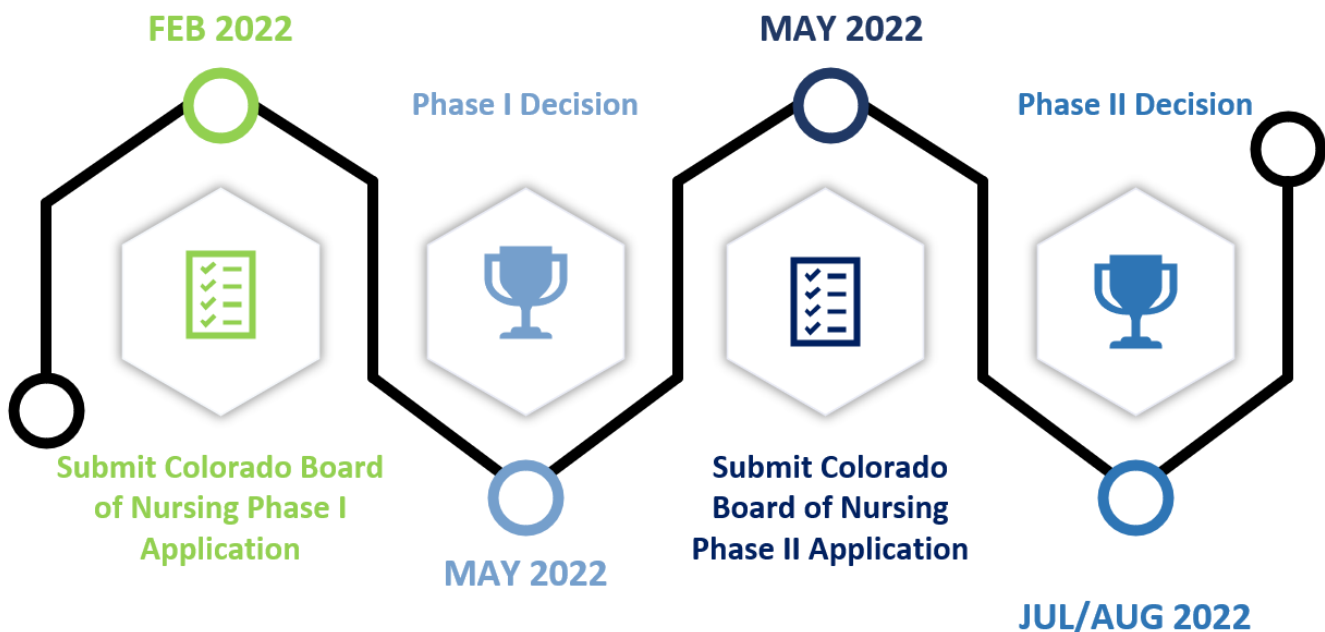 FEB 2022
Submit Colorado Board
of Nursing Phase I
Application
Phase I Decision
MAY 2022
MAY 2022
Submit Colorado
Board of Nursing
Phase II Application
Phase II Decision
JUL/AUG 2022